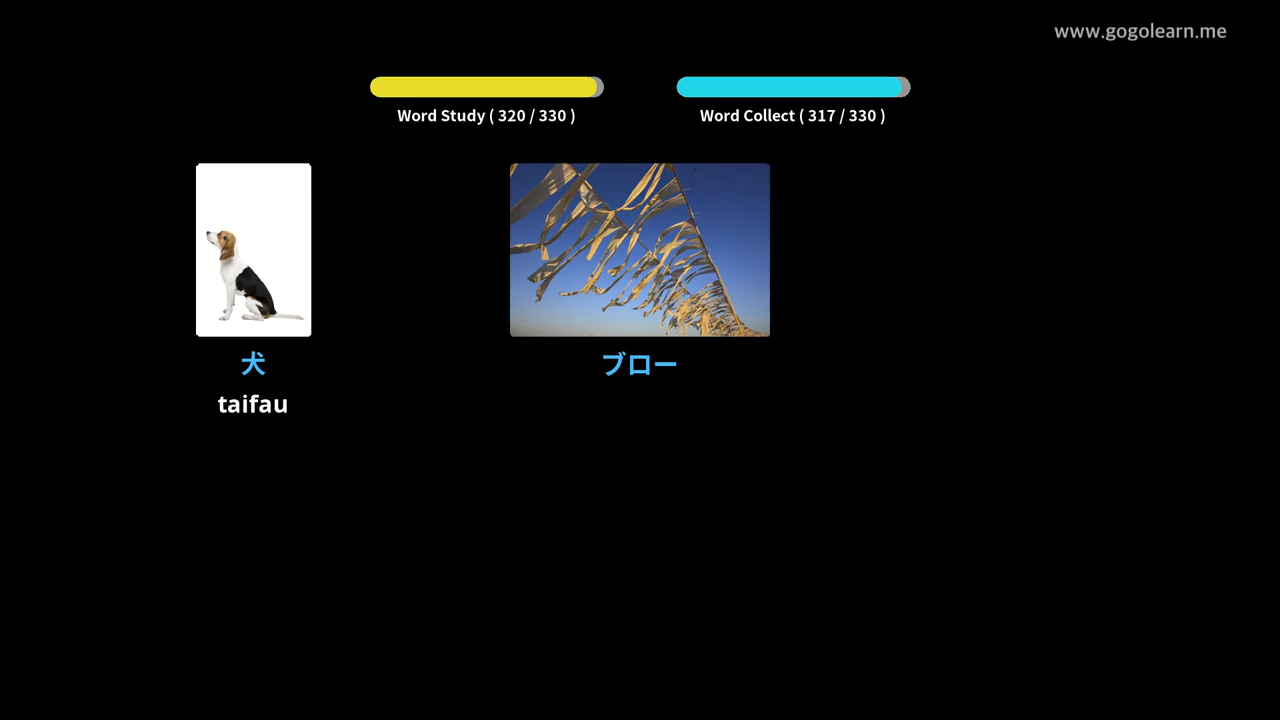 www.gogolearn.me
Word Study ( 320 / 330 )
Word Collect ( 317 / 330 )
犬
ブロー
taifau